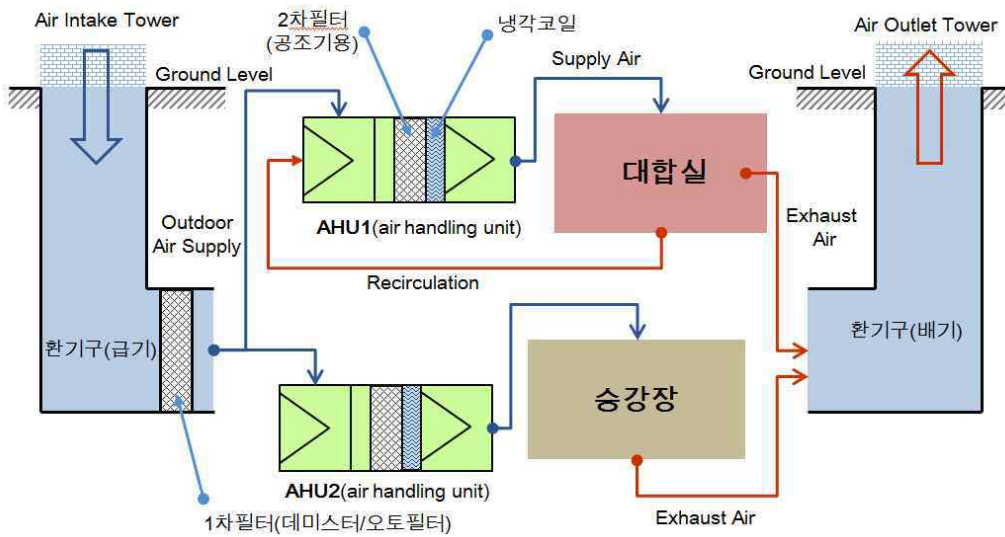 Air Intake Tower
2차필터
(공조기용)
냉각코일
Air Outlet Tower
Ground Level
Supply Air
Ground Level
대합실
AHU1(air handling unit)
Outdoor
Air Supply
Exhaust
Air
Recirculation
환기구(급기)
환기구(배기)
승강장
AHU2(air handling unit)
1차필터(데미스터/오토필터)
Exhaust Air